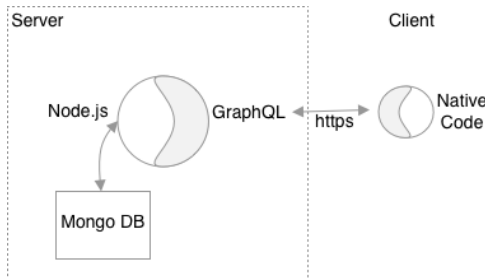 Server
Client
Node.js
GraphQL
https
Native
Code
Mongo DB